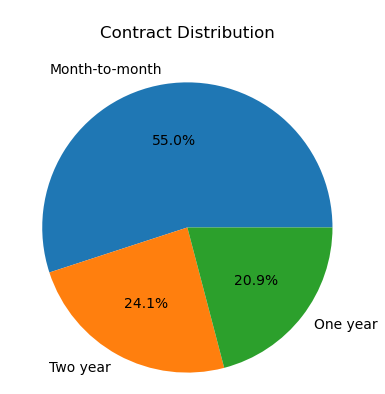 Contract Distribution
Month-to-month
55.0%
20.9%
24.1%
One year
Two year